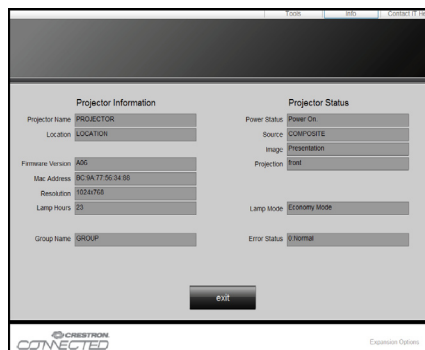 Tools Info Contact IT He
Projector Information
Projector Name PROJECTOR
Location LOCATION
Firmware Version A06
Mac Address BC:9A:77:56:34:88
Resolution 1024x768
Lamp Hours 23
Group Name GROUP
Projector Status
Power Status Power On
Source COMPOSITE
Image Presentation
Projection front
Lamp Mode Economy Mode
Error Status 0:Normal
exit
CRESTRON.
CONNECTED
Expansion Options